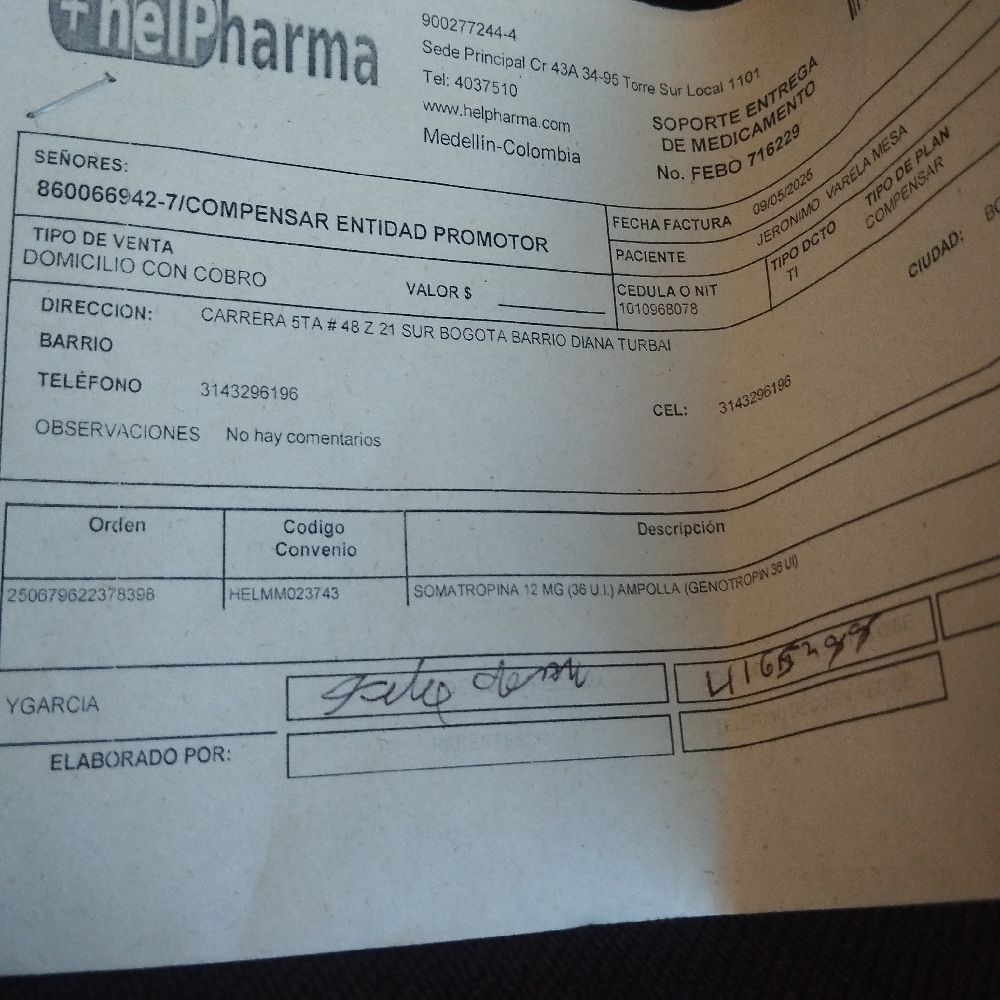 +helPharma
900277244-4
Sede Principal Cr 43A 34-95 Torre Sur Local 1101
Tel: 4037510
www.helpharma.com
Medellín-Colombia
SOPORTE ENTREGA
DE MEDICAMENTO
No. FEBO 716229
SEÑORES:
860066942-7/COMPENSAR ENTIDAD PROMOTOR
FECHA FACTURA 09/05/2025
PACIENTE JERONIMO VARELA MESA
TIPO DE VENTA
DOMICILIO CON COBRO
VALOR $
CEDULA O NIT
1010968078
TIPO DCTO
TI
TIPO DE PLAN
COMPENSAR
DIRECCION: CARRERA 5TA # 48 Z 21 SUR BOGOTA BARRIO DIANA TURBAI
CIUDAD: BO
BARRIO
TELÉFONO 3143296196
CEL: 3143296196
OBSERVACIONES No hay comentarios
Orden Codigo Convenio Descripción
250679622378398 HELMM023743 SOMATROPINA 12 MG (36 U.I.) AMPOLLA (GENOTROPIN 36 UI)
YGARCIA
ELABORADO POR:
PARENTESCO